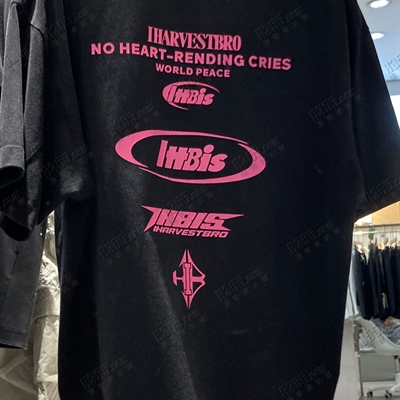 IHARVESTBRO
NO HEART-RENDING CRIES
WORLD PEACE
IHBis
IHBis
IHBIS
IHARVESTBRO